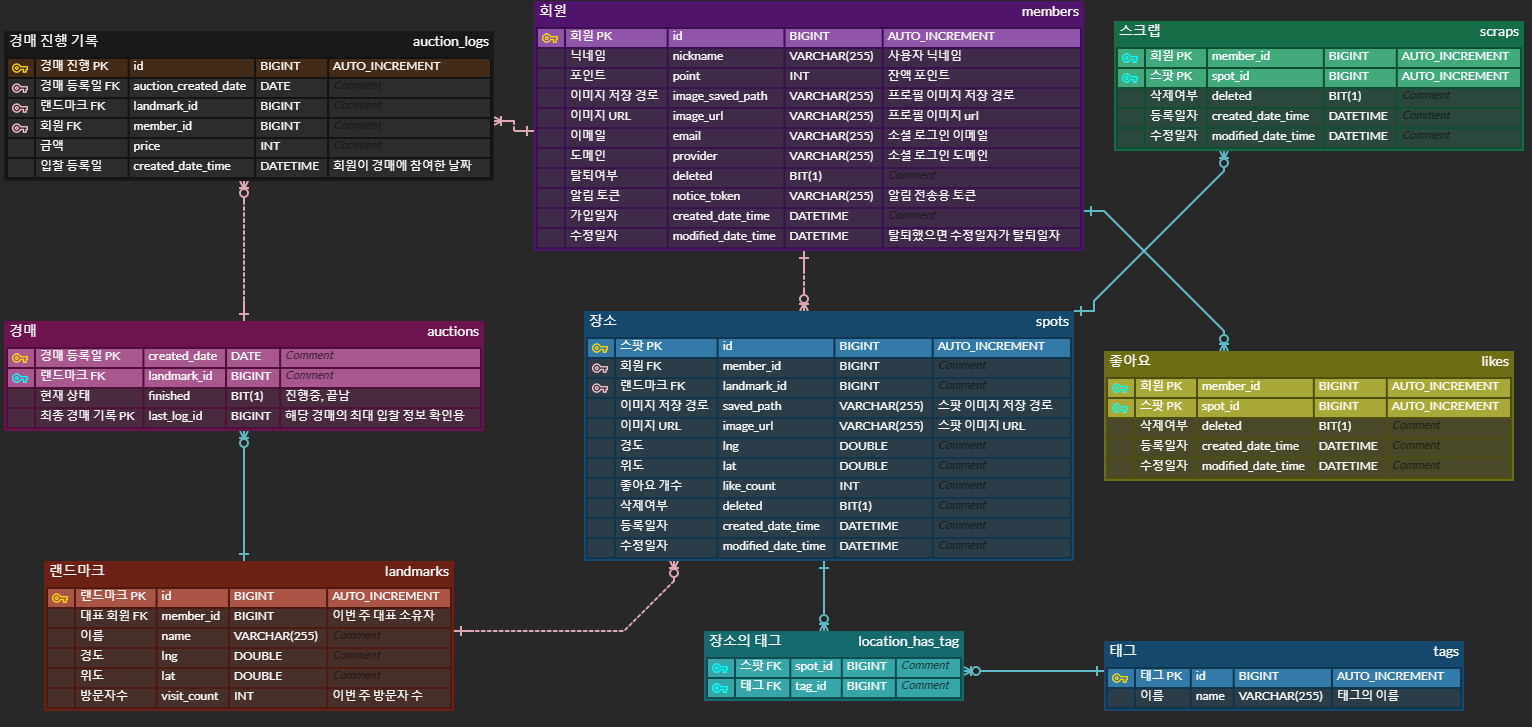 경매 진행 기록 auction_logs
경매 진행 PK id BIGINT AUTO_INCREMENT
경매 등록일 FK auction_created_date DATE Comment
랜드마크 FK landmark_id BIGINT Comment
회원 FK member_id BIGINT Comment
금액 price INT Comment
입찰 등록일 created_date_time DATETIME 회원이 경매에 참여한 날짜
회원 members
회원 PK id BIGINT AUTO_INCREMENT
닉네임 nickname VARCHAR(255) 사용자 닉네임
포인트 point INT 잔액 포인트
이미지 저장 경로 image_saved_path VARCHAR(255) 프로필 이미지 저장 경로
이미지 URL image_url VARCHAR(255) 프로필 이미지 url
이메일 email VARCHAR(255) 소셜 로그인 이메일
도메인 provider VARCHAR(255) 소셜 로그인 도메인
탈퇴여부 deleted BIT(1) Comment
알림 토큰 notice_token VARCHAR(255) 알림 전송용 토큰
가입일자 created_date_time DATETIME Comment
수정일자 modified_date_time DATETIME 탈퇴했으면 수정일자가 탈퇴일자
스크랩 scraps
회원 PK member_id BIGINT AUTO_INCREMENT
스팟 PK spot_id BIGINT AUTO_INCREMENT
삭제여부 deleted BIT(1) Comment
등록일자 created_date_time DATETIME Comment
수정일자 modified_date_time DATETIME Comment
경매 auctions
경매 등록일 PK created_date DATE Comment
랜드마크 FK landmark_id BIGINT Comment
현재 상태 finished BIT(1) 진행중, 끝남
최종 경매 기록 PK last_log_id BIGINT 해당 경매의 최대 입찰 정보 확인용
장소 spots
스팟 PK id BIGINT AUTO_INCREMENT
회원 FK member_id BIGINT Comment
랜드마크 FK landmark_id BIGINT Comment
이미지 저장 경로 saved_path VARCHAR(255) 스팟 이미지 저장 경로
이미지 URL image_url VARCHAR(255) 스팟 이미지 URL
경도 lng DOUBLE Comment
위도 lat DOUBLE Comment
좋아요 개수 like_count INT Comment
삭제여부 deleted BIT(1) Comment
등록일자 created_date_time DATETIME Comment
수정일자 modified_date_time DATETIME Comment
좋아요 likes
회원 PK member_id BIGINT AUTO_INCREMENT
스팟 PK spot_id BIGINT AUTO_INCREMENT
삭제여부 deleted BIT(1) Comment
등록일자 created_date_time DATETIME Comment
수정일자 modified_date_time DATETIME Comment
랜드마크 landmarks
랜드마크 PK id BIGINT AUTO_INCREMENT
대표 회원 FK member_id BIGINT 이번 주 대표 소유자
이름 name VARCHAR(255) Comment
경도 lng DOUBLE Comment
위도 lat DOUBLE Comment
방문자수 visit_count INT 이번 주 방문자 수
장소의 태그 location_has_tag
스팟 FK spot_id BIGINT Comment
태그 FK tag_id BIGINT Comment
태그 tags
태그 PK id BIGINT AUTO_INCREMENT
이름 name VARCHAR(255) 태그의 이름